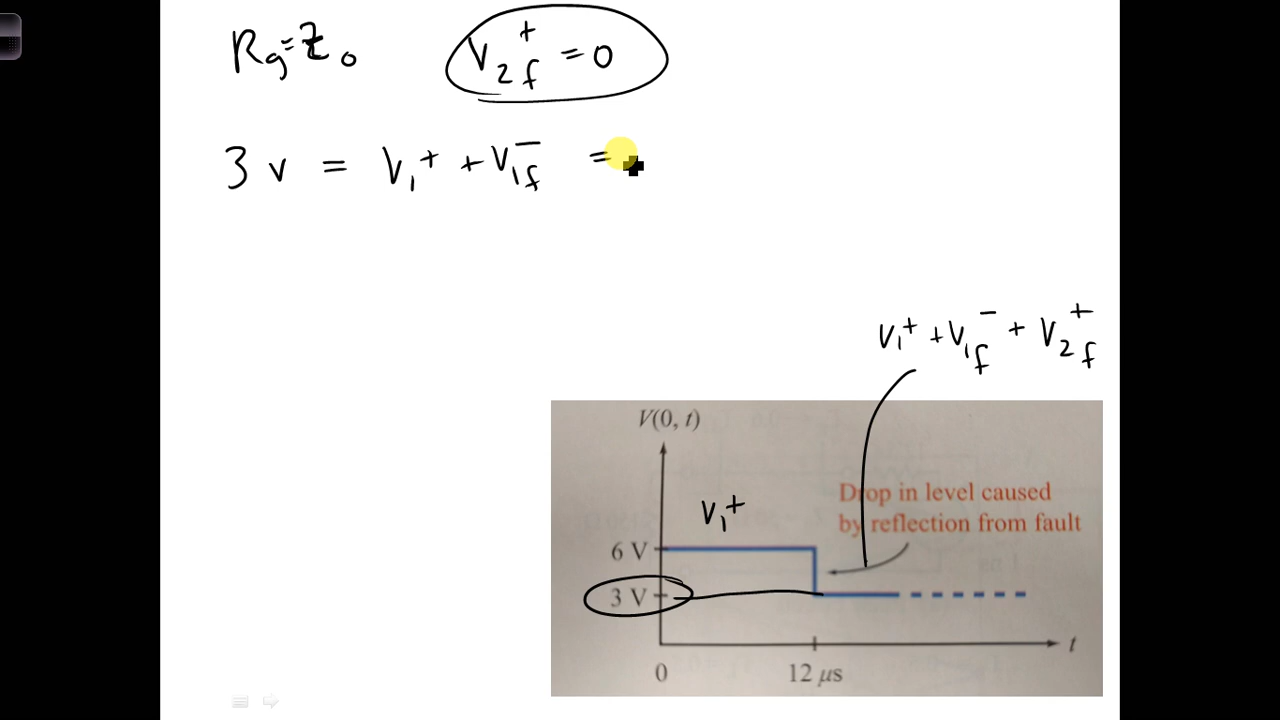 Rg = Z0 V2f+ = 0
3 v = V1+ + V1f- =
V1+ + V1f- + V2f+
V(0, t)
Drop in level caused
V1+
by reflection from fault
6 V
3 V
t
0 12 μs